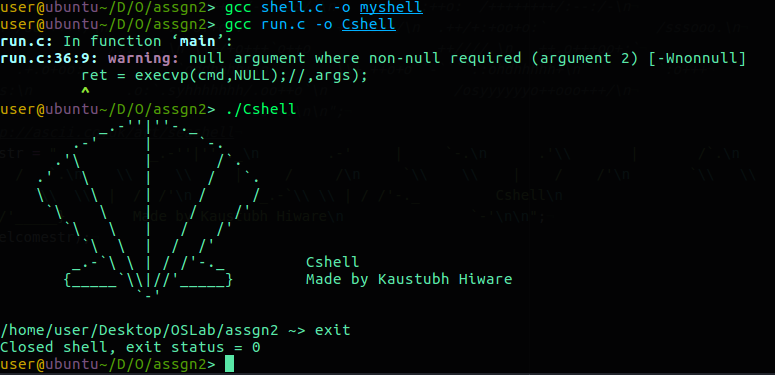 user@ubuntu~/D/O/assgn2> gcc shell.c -o myshell
user@ubuntu~/D/O/assgn2> gcc run.c -o Cshell
run.c: In function ‘main’:
run.c:36:9: warning: null argument where non-null required (argument 2) [-Wnonnull]
ret = execvp(cmd,NULL);//,args);
^
user@ubuntu~/D/O/assgn2> ./Cshell
Cshell
Made by Kaustubh Hiware
/home/user/Desktop/OSLab/assgn2 ~> exit
Closed shell, exit status = 0
user@ubuntu~/D/O/assgn2>